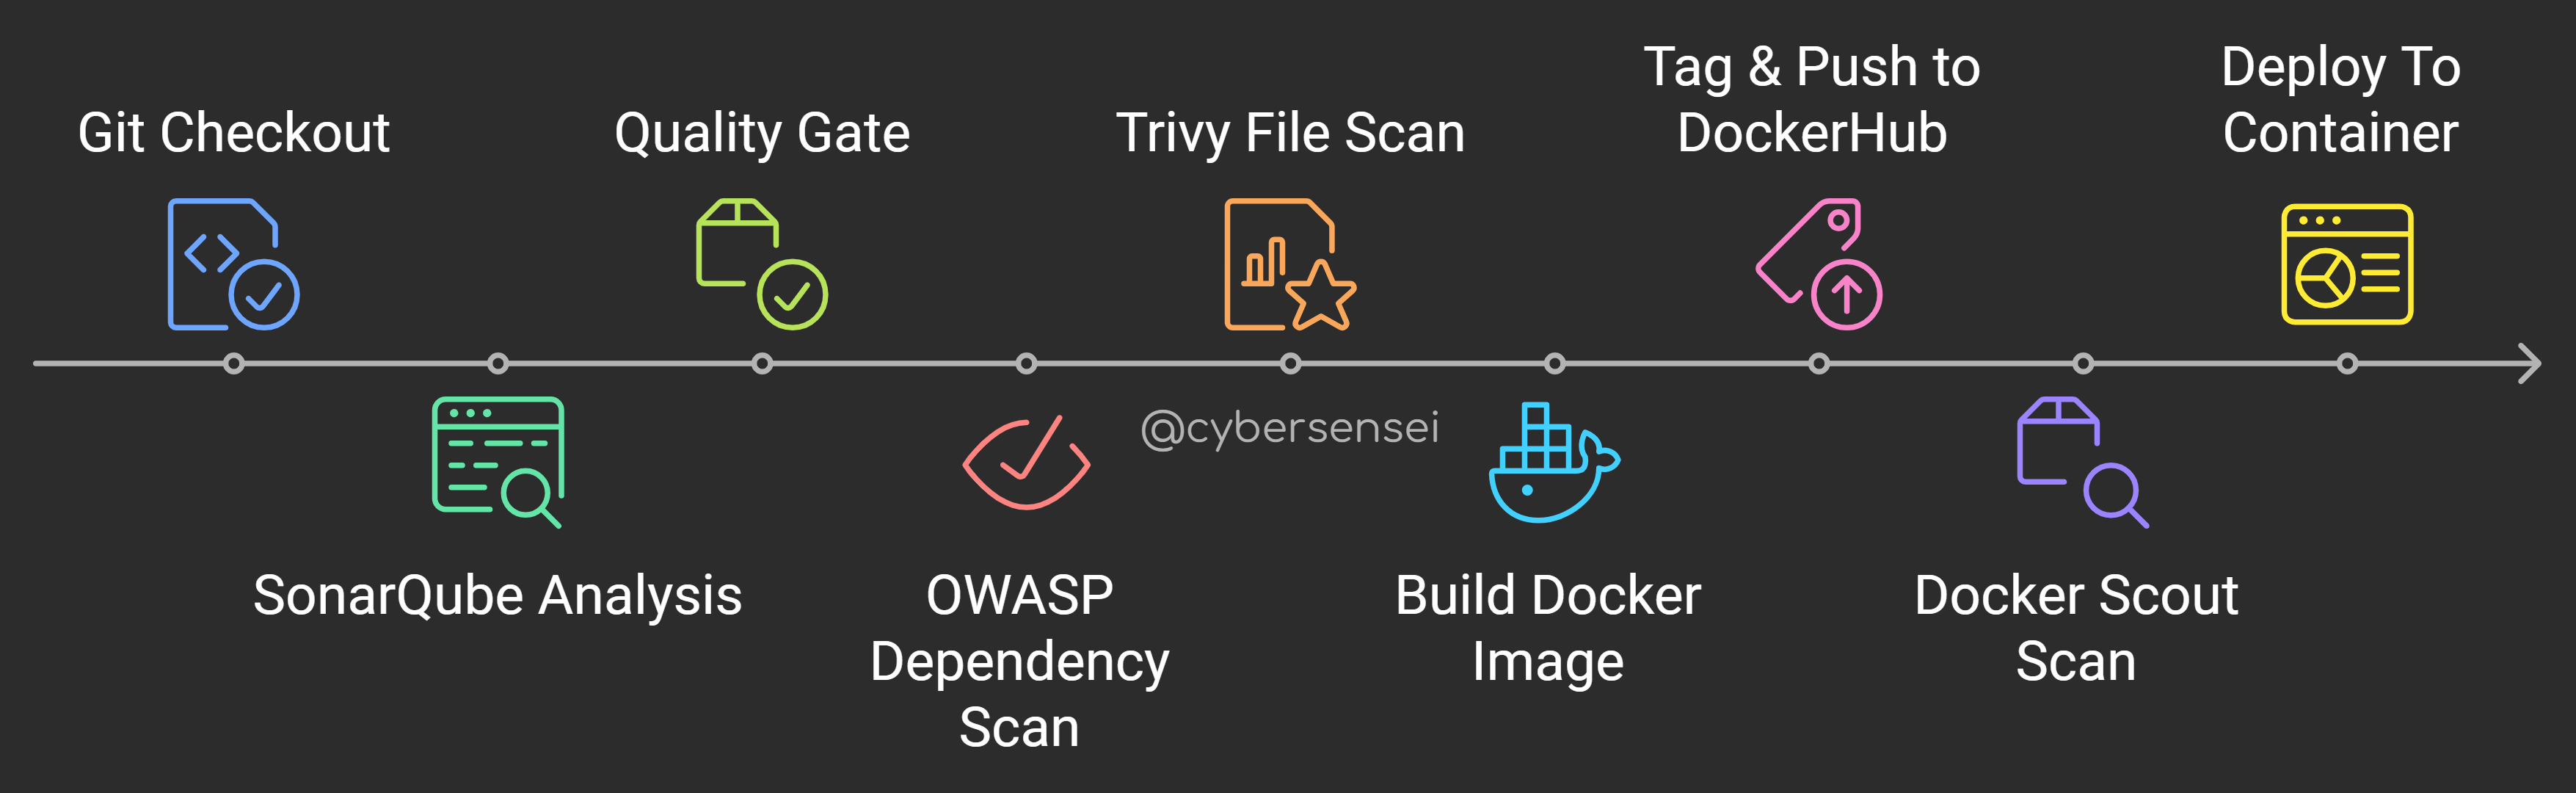 Git Checkout
SonarQube Analysis
Quality Gate
OWASP
Dependency
Scan
Trivy File Scan
@cybersensei
Build Docker
Image
Tag & Push to
DockerHub
Docker Scout
Scan
Deploy To
Container